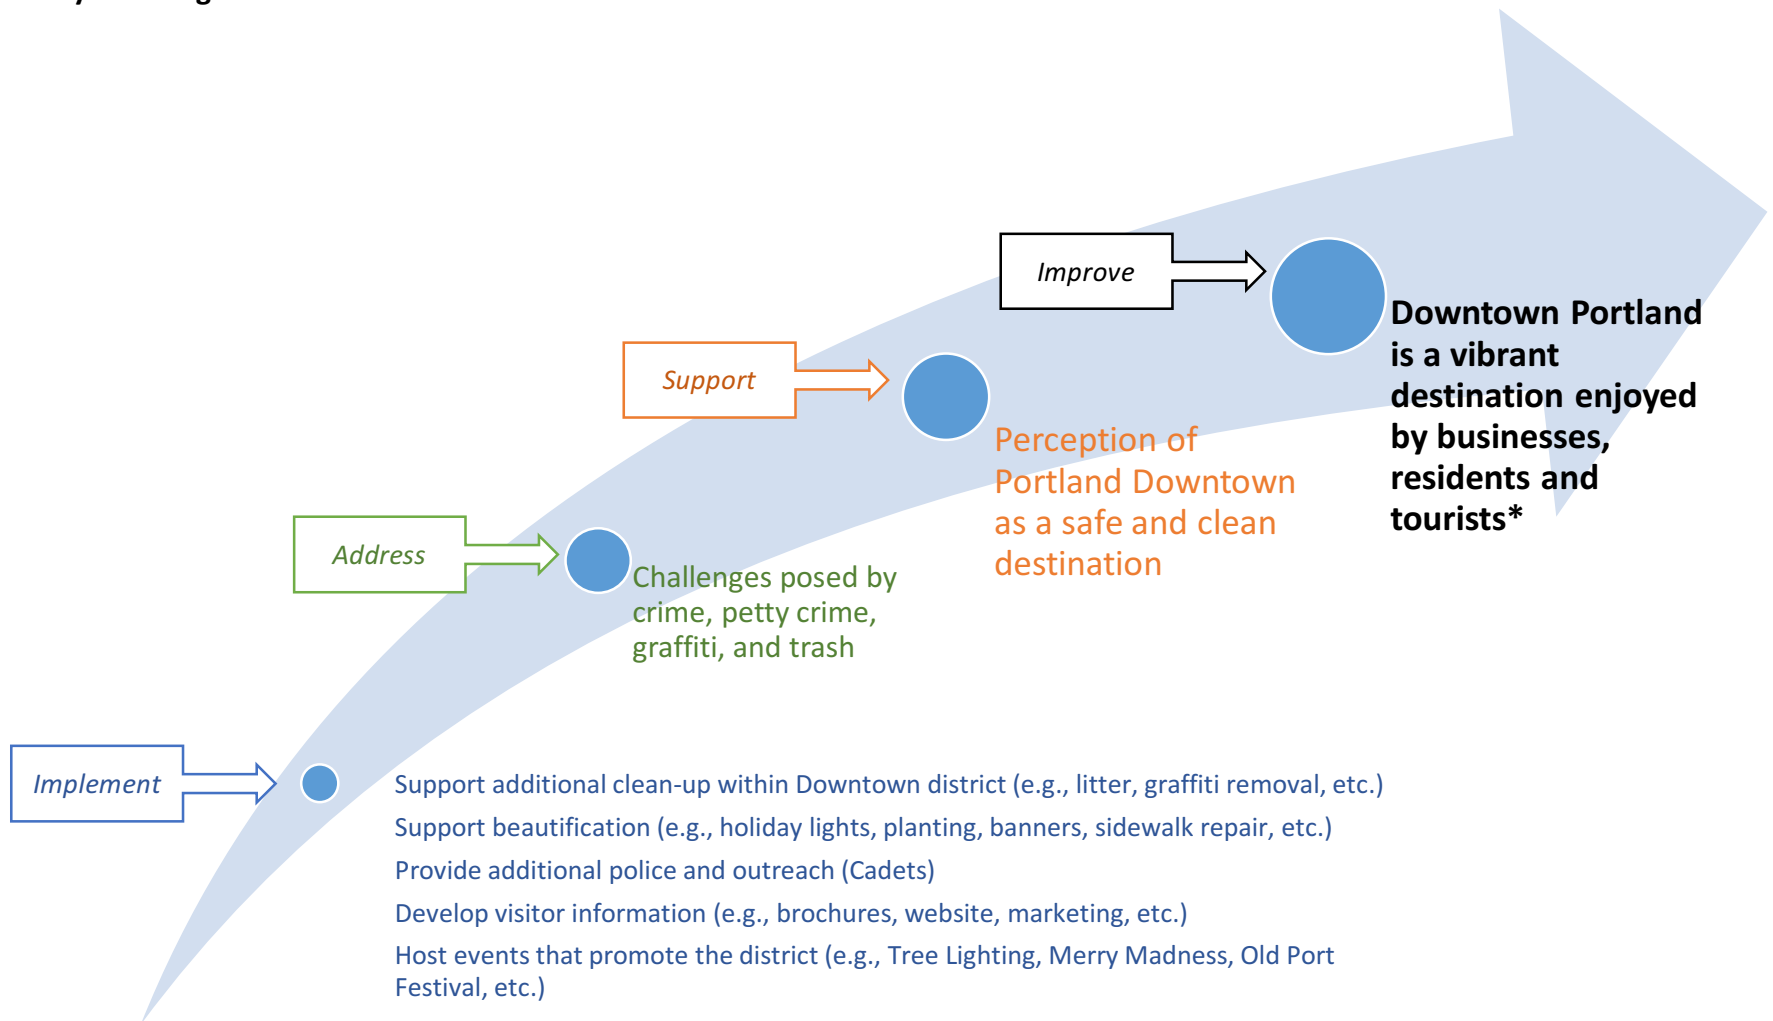 Implement
Support additional clean-up within Downtown district (e.g., litter, graffiti removal, etc.)
Support beautification (e.g., holiday lights, planting, banners, sidewalk repair, etc.)
Provide additional police and outreach (Cadets)
Develop visitor information (e.g., brochures, website, marketing, etc.)
Host events that promote the district (e.g., Tree Lighting, Merry Madness, Old Port
Festival, etc.)
Address
Challenges posed by
crime, petty crime,
graffiti, and trash
Support
Perception of
Portland Downtown
as a safe and clean
destination
Improve
Downtown Portland
is a vibrant
destination enjoyed
by businesses,
residents and
tourists*